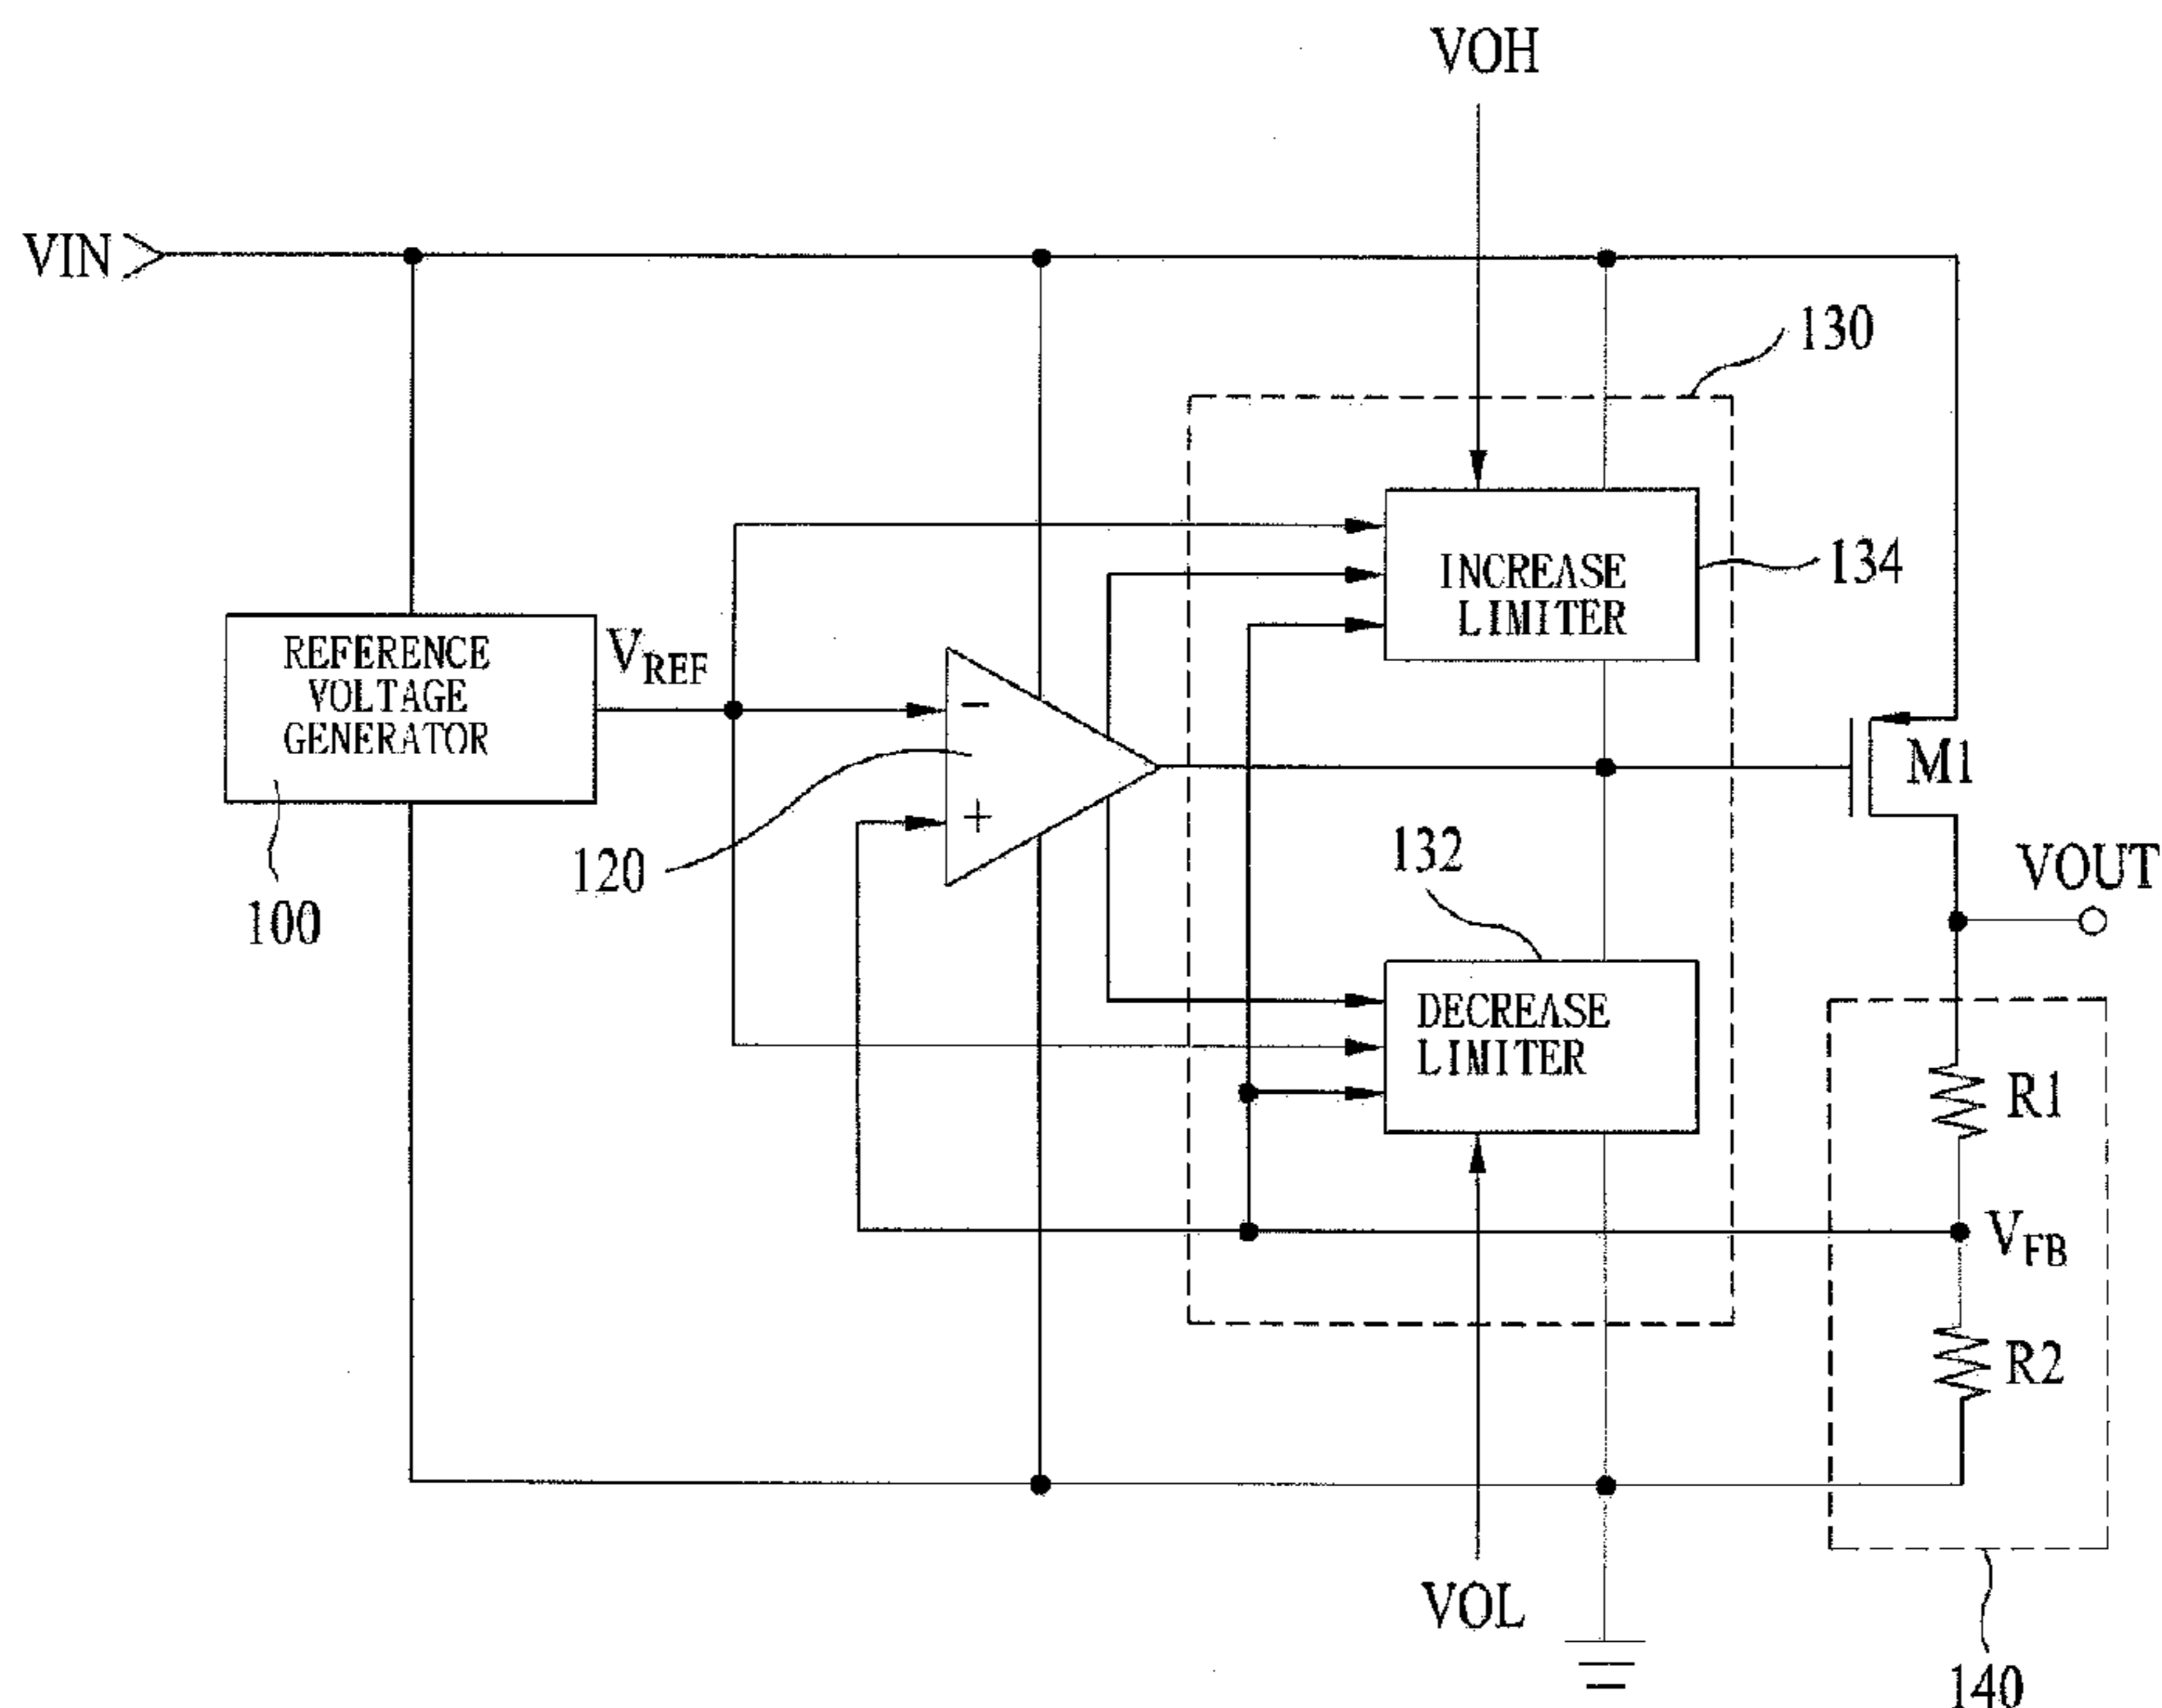 VOH
VIN
130
INCREASE
LIMITER
134
REFERENCE
VOLTAGE
GENERATOR
VREF
−
+
M1
120
132
VOUT
100
DECREASE
LIMITER
R1
VFB
R2
VOL
140